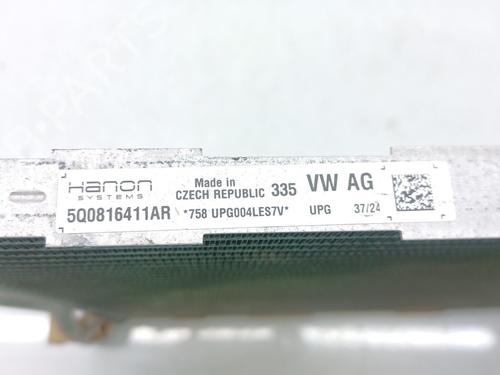 Hanon
SYSTEMS
Made in
CZECH REPUBLIC
335
VW AG
5Q0816411AR
*758 UPG004LES7V*
UPG
37/24